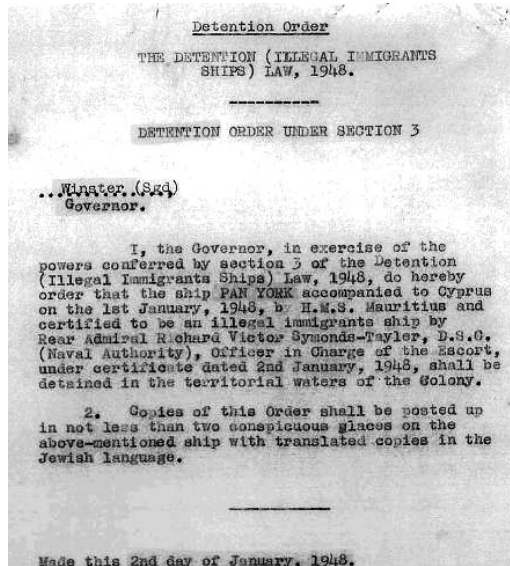 Detention Order
THE DETENTION (ILLEGAL IMMIGRANTS
SHIPS) LAW, 1948.
DETENTION ORDER UNDER SECTION 3
Winster (Sgd)
Governor.
I, the Governor, in exercise of the
powers conferred by section 3 of the Detention
(Illegal Immigrants Ships) Law, 1948, do hereby
order that the ship PAN YORK accompanied to Cyprus
on the 1st January, 1948, by H.M.S. Mauritius and
certified to be an illegal immigrants ship by
Rear Admiral Richard Victor Symonds-Tayler, D.S.O.
(Naval Authority), Officer in Charge of the Escort,
under certificate dated 2nd January, 1948, shall be
detained in the territorial waters of the Colony.
2. Copies of this Order shall be posted up
in not less than two conspicuous places on the
above-mentioned ship with translated copies in the
Jewish language.
Made this 2nd day of January, 1948.